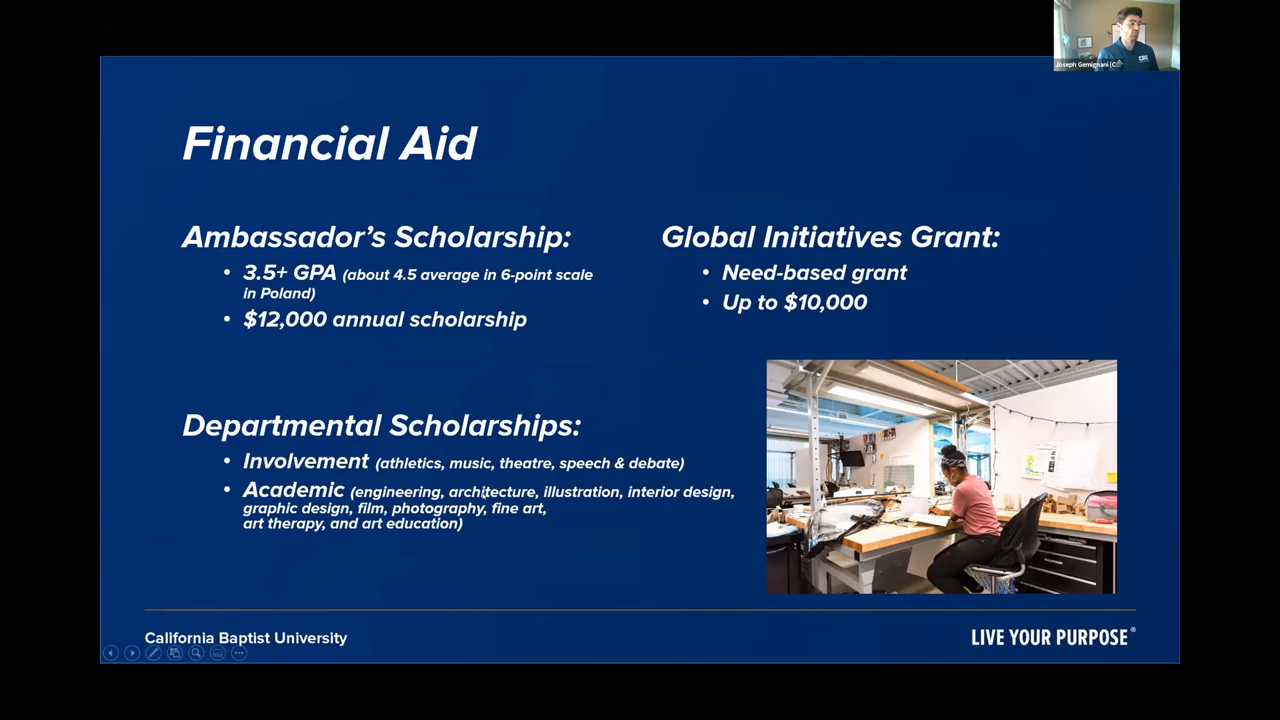 Joseph Gemignani (C...
Financial Aid
Ambassador's Scholarship:
• 3.5+ GPA (about 4.5 average in 6-point scale
in Poland)
• $12,000 annual scholarship
Global Initiatives Grant:
• Need-based grant
• Up to $10,000
Departmental Scholarships:
• Involvement (athletics, music, theatre, speech & debate)
• Academic (engineering, architecture, illustration, interior design,
graphic design, film, photography, fine art,
art therapy, and art education)
California Baptist University
LIVE YOUR PURPOSE®